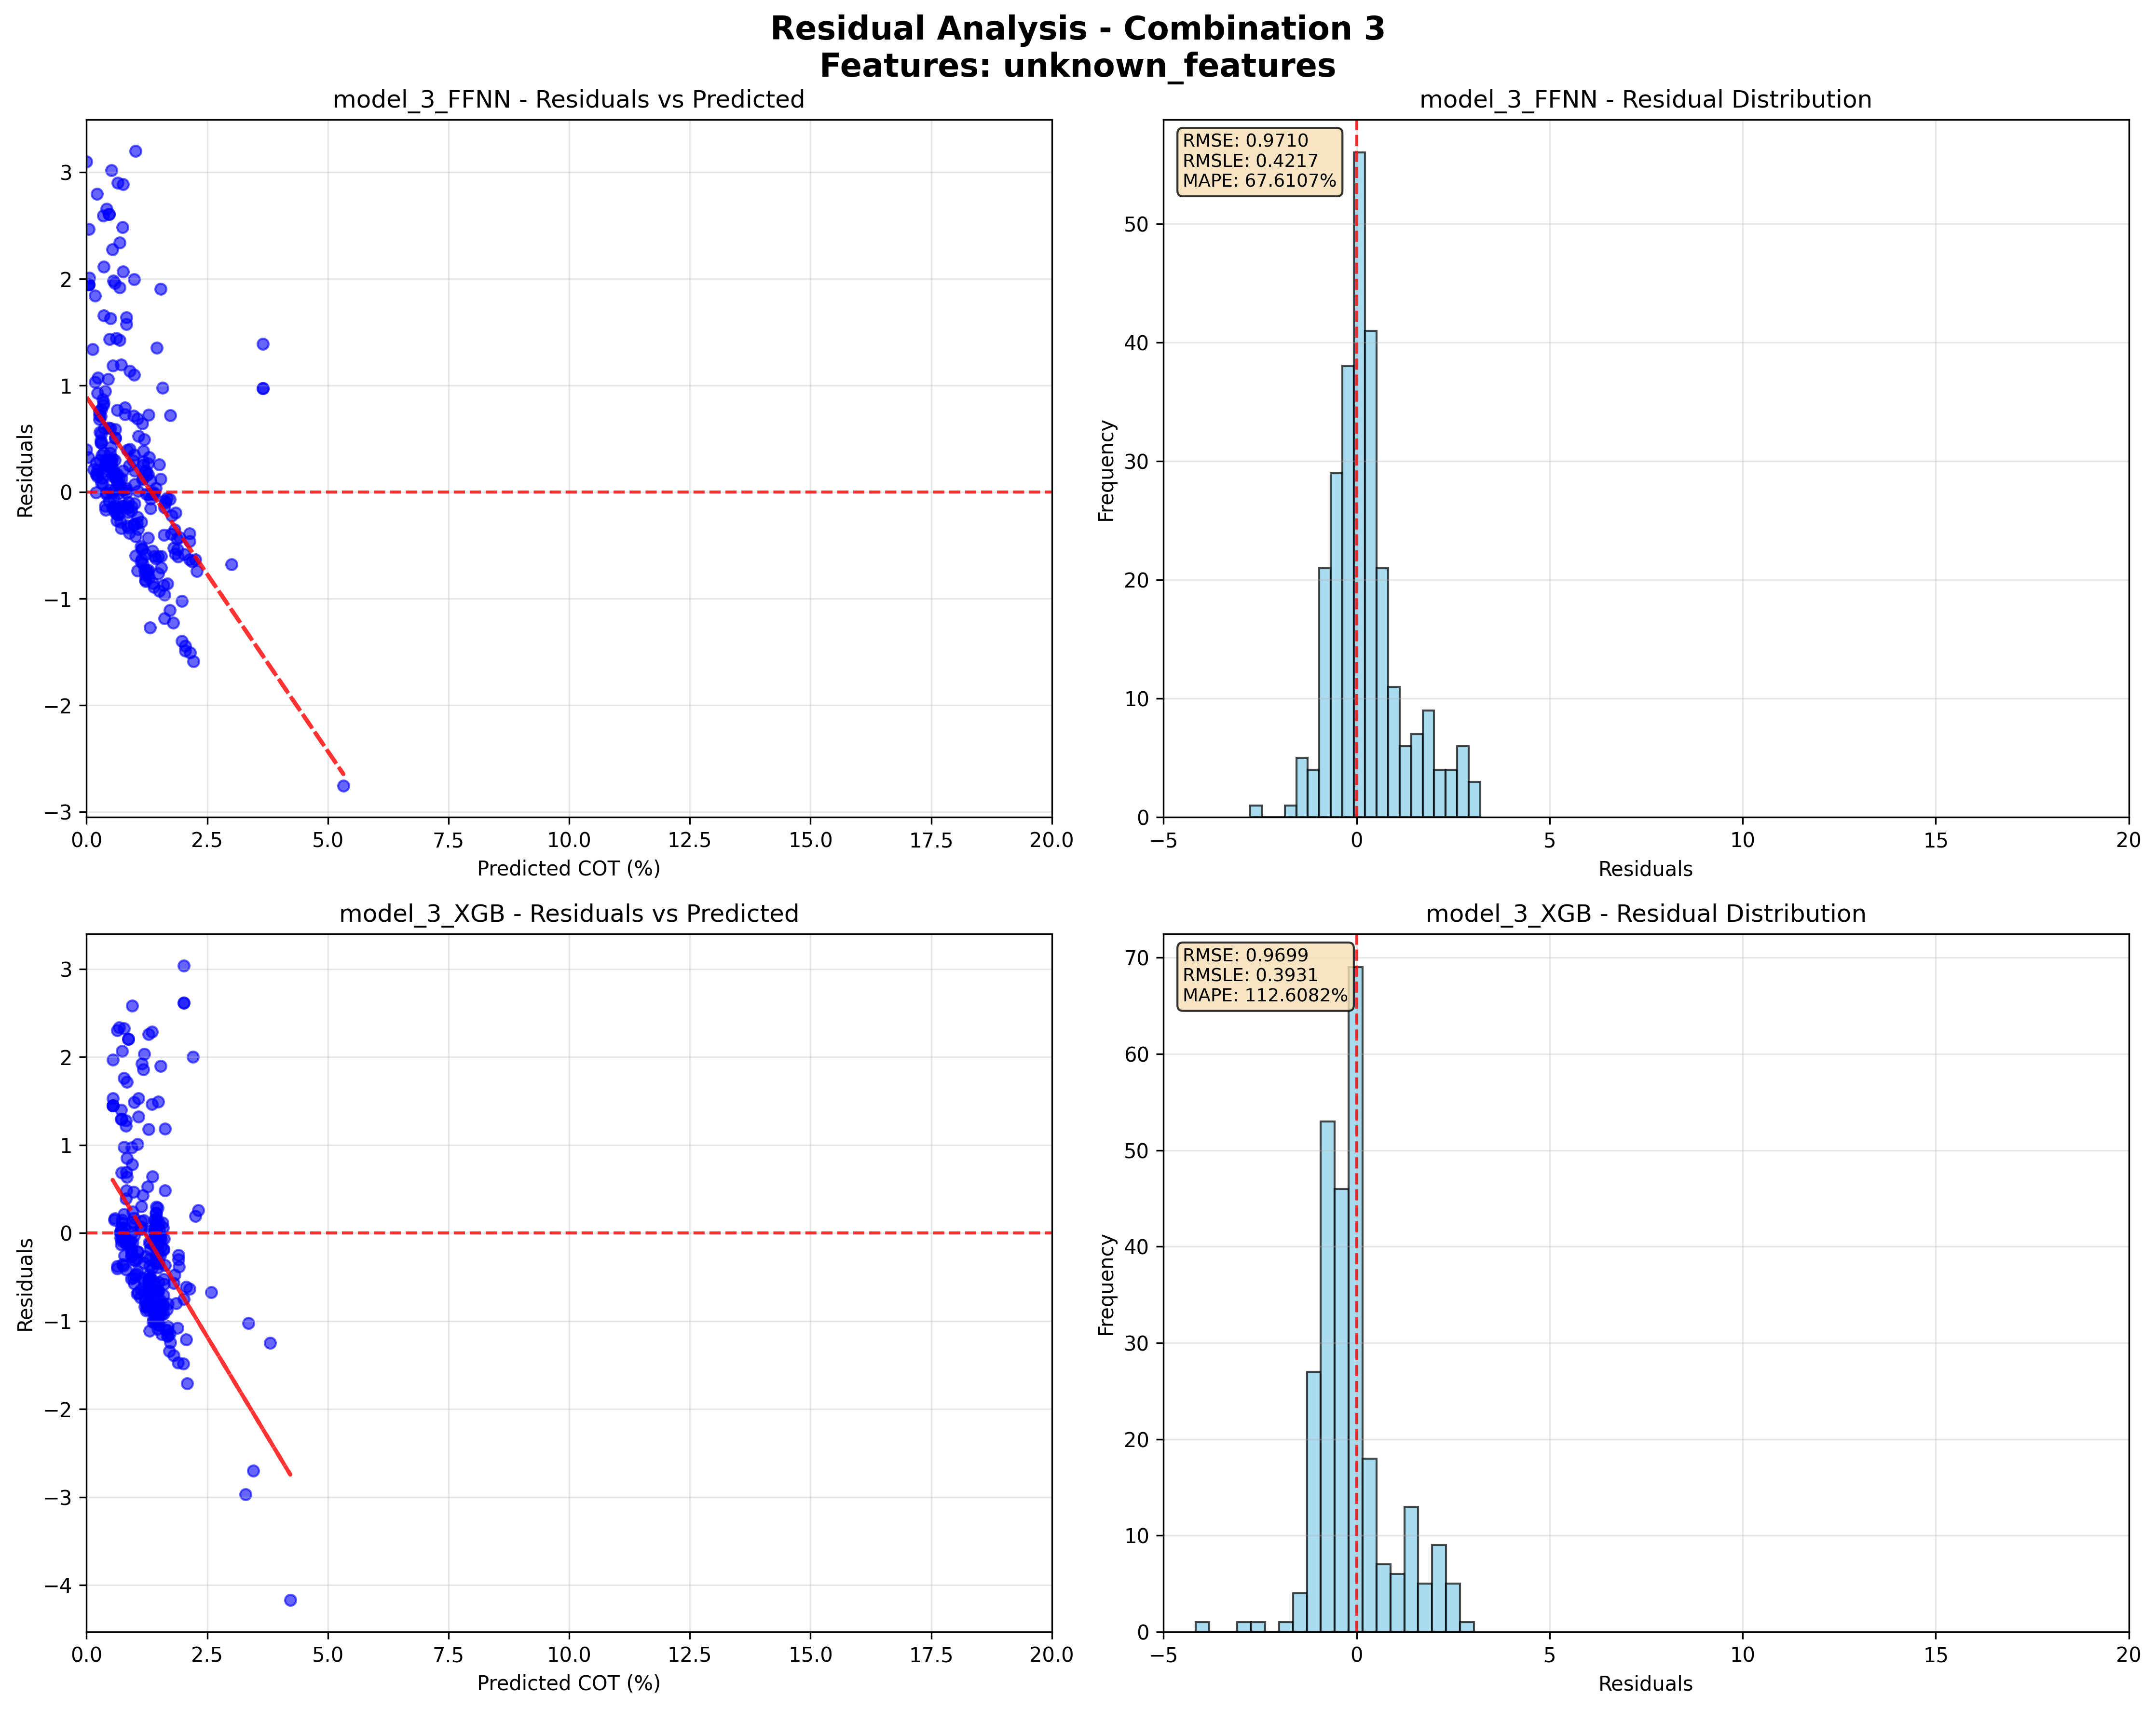 Residual Analysis - Combination 3
Features: unknown_features
model_3_FFNN - Residuals vs Predicted
3
2
1
0
−1
−2
−3
Residuals
0.0 2.5 5.0 7.5 10.0 12.5 15.0 17.5 20.0
Predicted COT (%)
model_3_FFNN - Residual Distribution
RMSE: 0.9710
RMSLE: 0.4217
MAPE: 67.6107%
50
40
30
20
10
0
Frequency
−5 0 5 10 15 20
Residuals
model_3_XGB - Residuals vs Predicted
3
2
1
0
−1
−2
−3
−4
Residuals
0.0 2.5 5.0 7.5 10.0 12.5 15.0 17.5 20.0
Predicted COT (%)
model_3_XGB - Residual Distribution
RMSE: 0.9699
RMSLE: 0.3931
MAPE: 112.6082%
70
60
50
40
30
20
10
0
Frequency
−5 0 5 10 15 20
Residuals